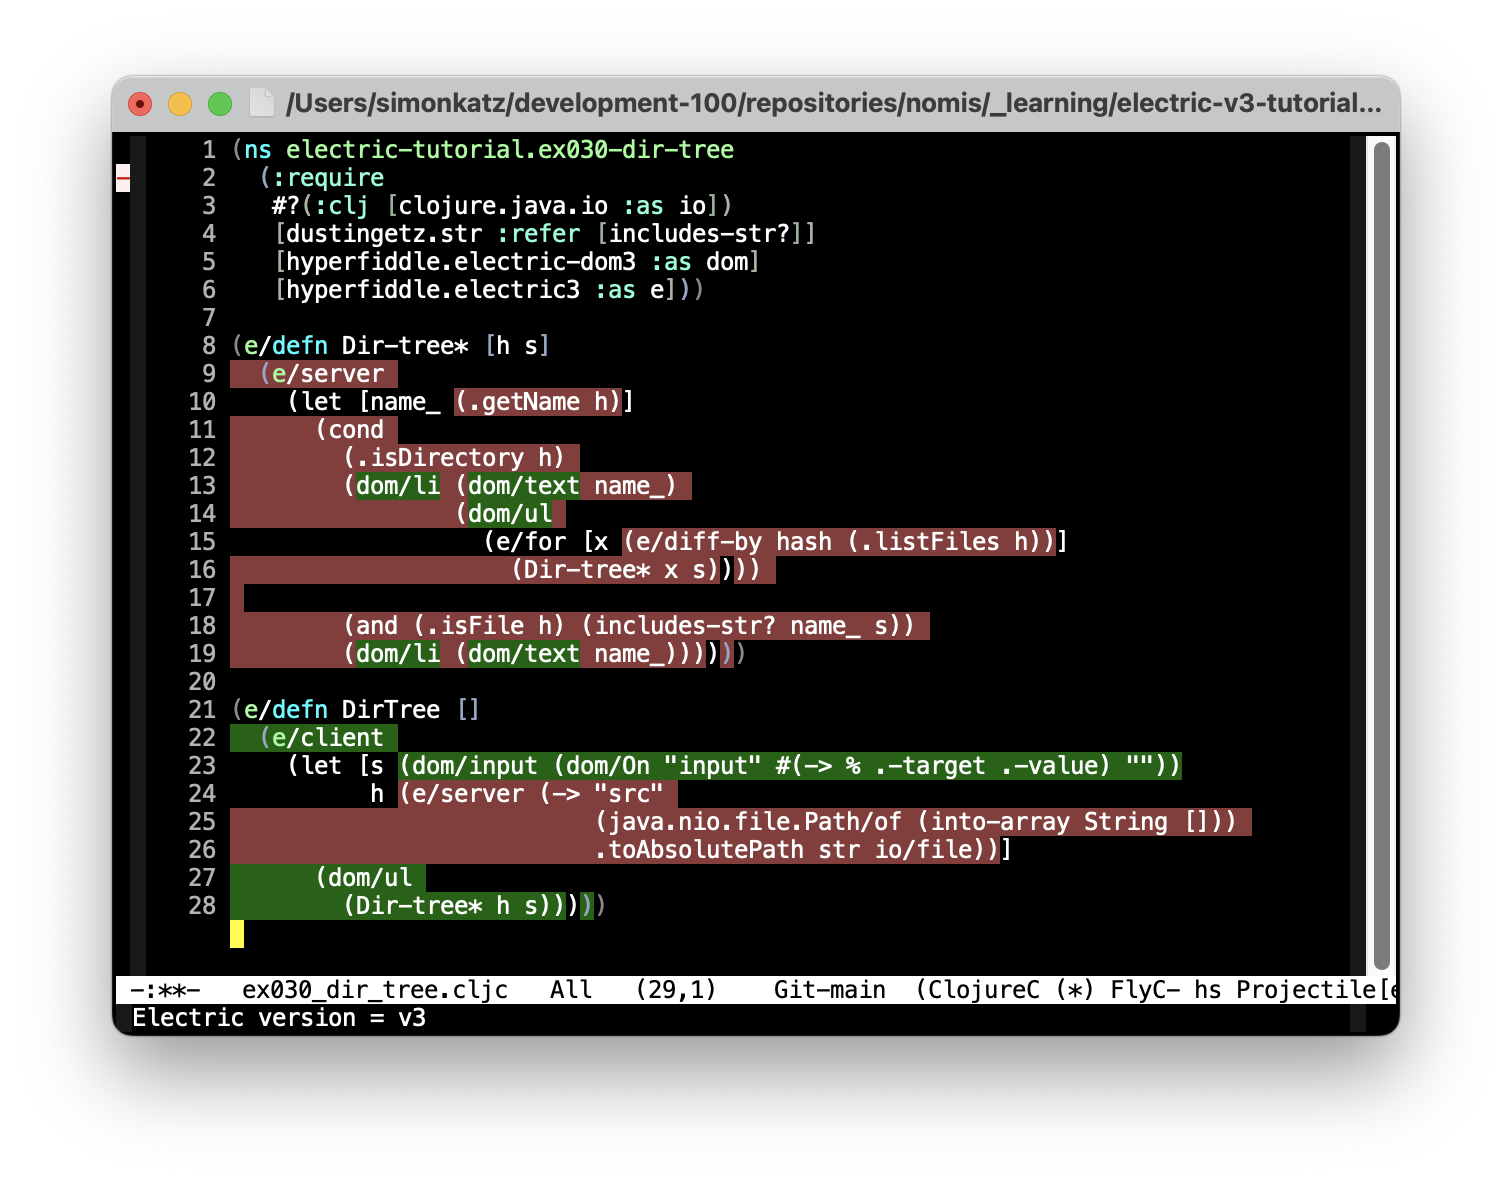 /Users/simonkatz/development-100/repositories/nomis/_learning/electric-v3-tutorial...
1 (ns electric-tutorial.ex030-dir-tree
2   (:require
3    #?(:clj [clojure.java.io :as io])
4    [dustingetz.str :refer [includes-str?]]
5    [hyperfiddle.electric-dom3 :as dom]
6    [hyperfiddle.electric3 :as e]))
7
8 (e/defn Dir-tree* [h s]
9   (e/server
10     (let [name_ (.getName h)]
11       (cond
12         (.isDirectory h)
13         (dom/li (dom/text name_)
14                 (dom/ul
15                   (e/for [x (e/diff-by hash (.listFiles h))]
16                     (Dir-tree* x s))))
17
18         (and (.isFile h) (includes-str? name_ s))
19         (dom/li (dom/text name_))))))
20
21 (e/defn DirTree []
22   (e/client
23     (let [s (dom/input (dom/On "input" #(-> % .-target .-value) ""))
24           h (e/server (-> "src"
25                           (java.nio.file.Path/of (into-array String []))
26                           .toAbsolutePath str io/file))]
27       (dom/ul
28         (Dir-tree* h s)))))
-:**-   ex030_dir_tree.cljc   All   (29,1)    Git-main  (ClojureC (*) FlyC- hs Projectile[e
Electric version = v3